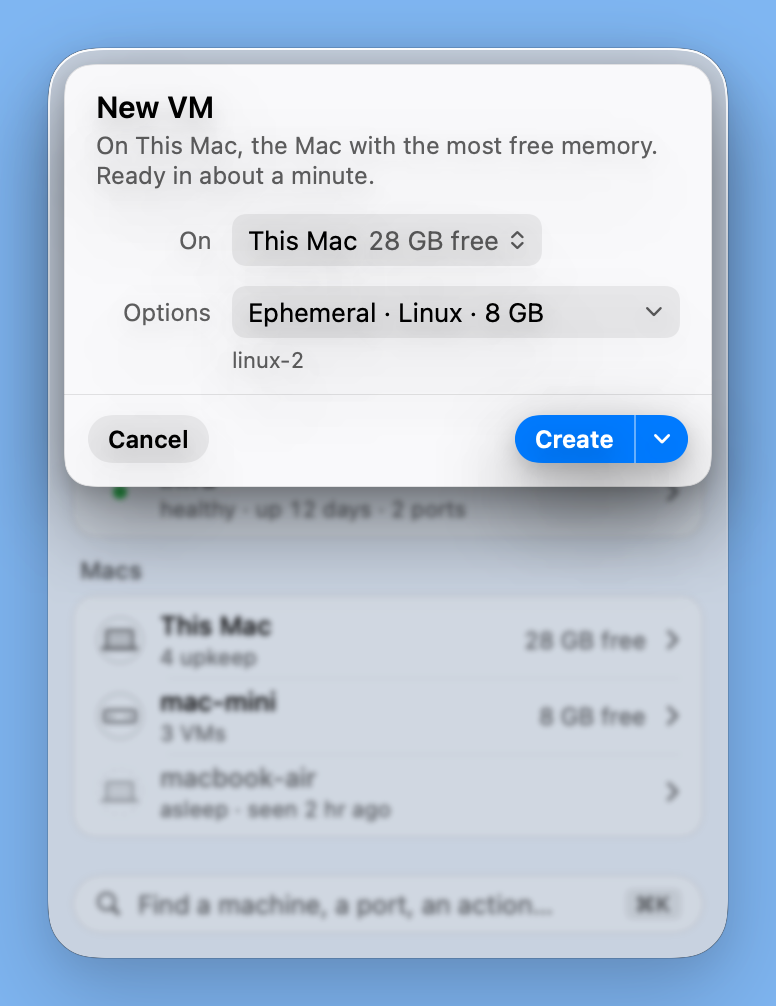 New VM
On This Mac, the Mac with the most free memory.
Ready in about a minute.
On This Mac 28 GB free
Options Ephemeral · Linux · 8 GB
linux-2
Cancel Create
healthy · up 12 days · 2 ports
Macs
This Mac
4 upkeep
28 GB free
mac-mini
3 VMs
8 GB free
macbook-air
asleep · seen 2 hr ago
Find a machine, a port, an action... ⌘K